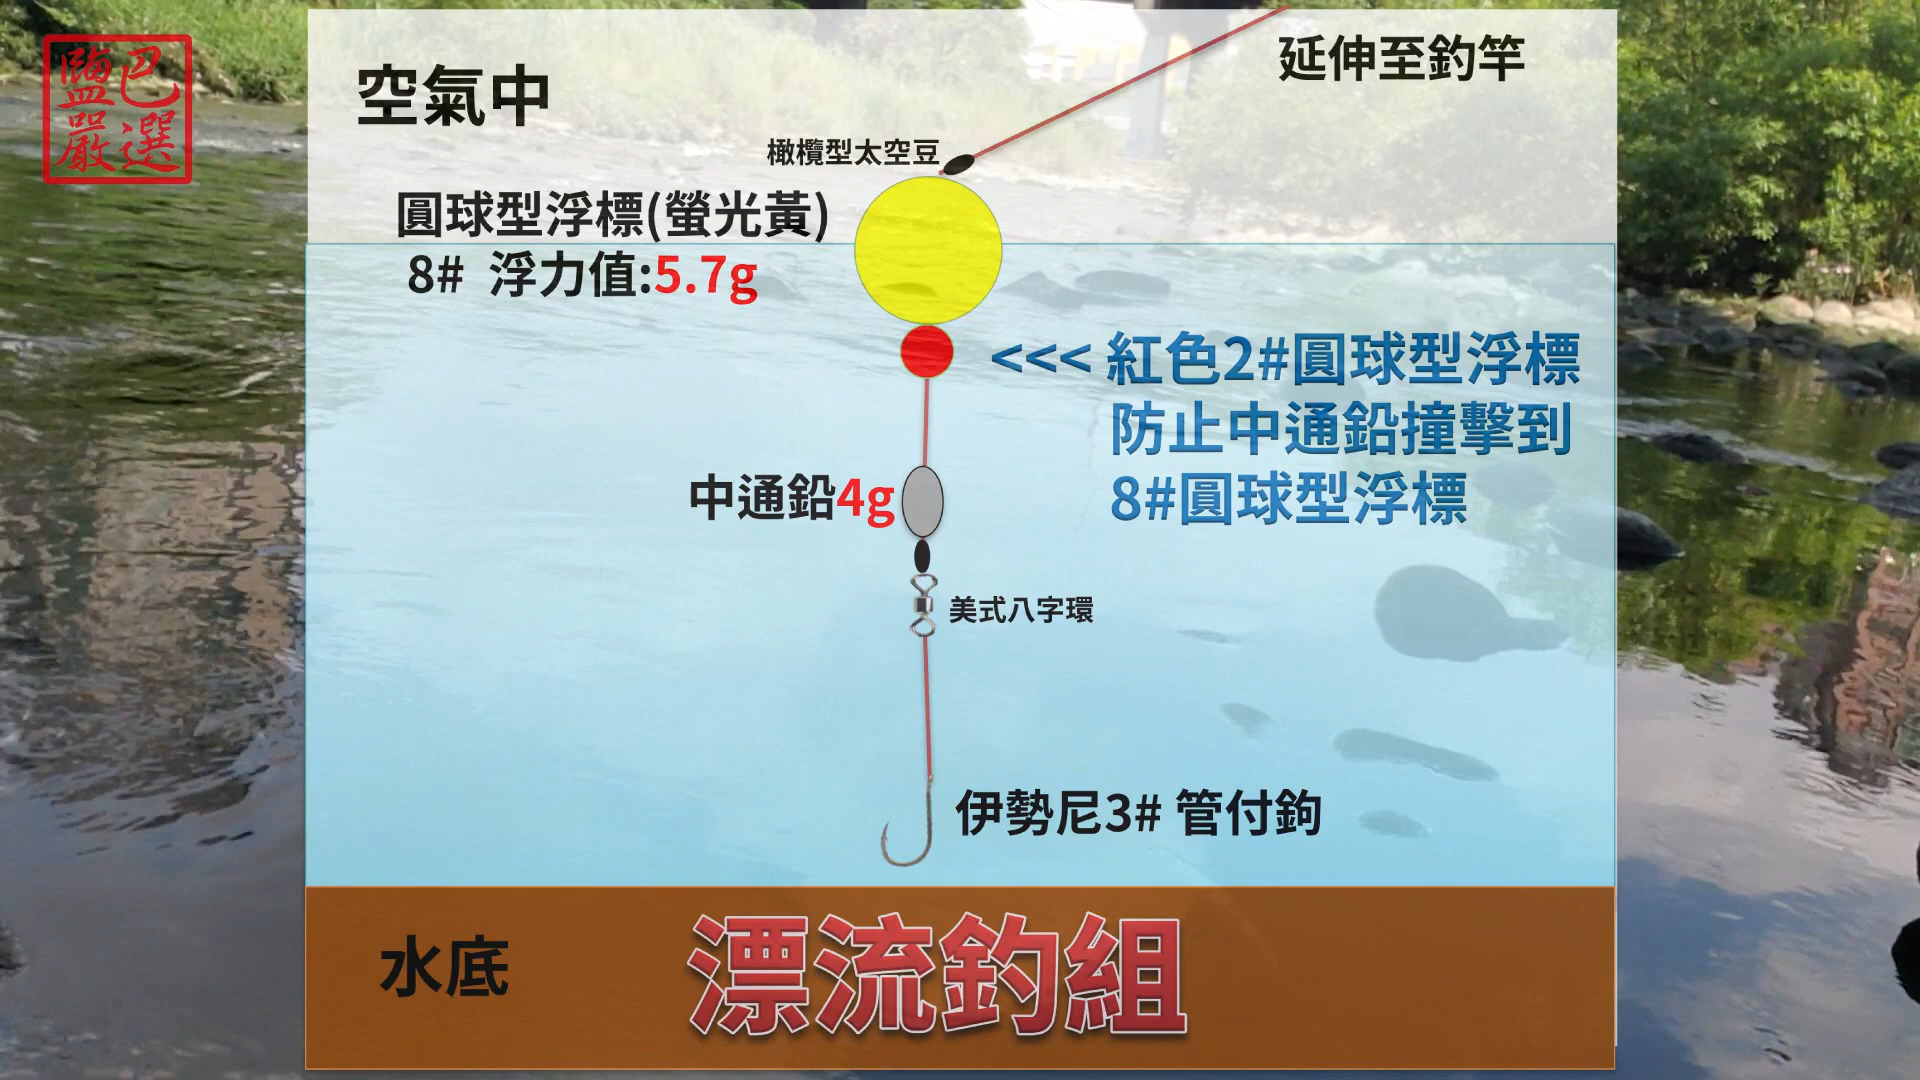 鹽巴
嚴選
空氣中
延伸至釣竿
橄欖型太空豆
圓球型浮標(螢光黃)
8# 浮力值:5.7g
<<< 紅色2#圓球型浮標
防止中通鉛撞擊到
8#圓球型浮標
中通鉛4g
美式八字環
伊勢尼3# 管付鉤
水底
漂流釣組